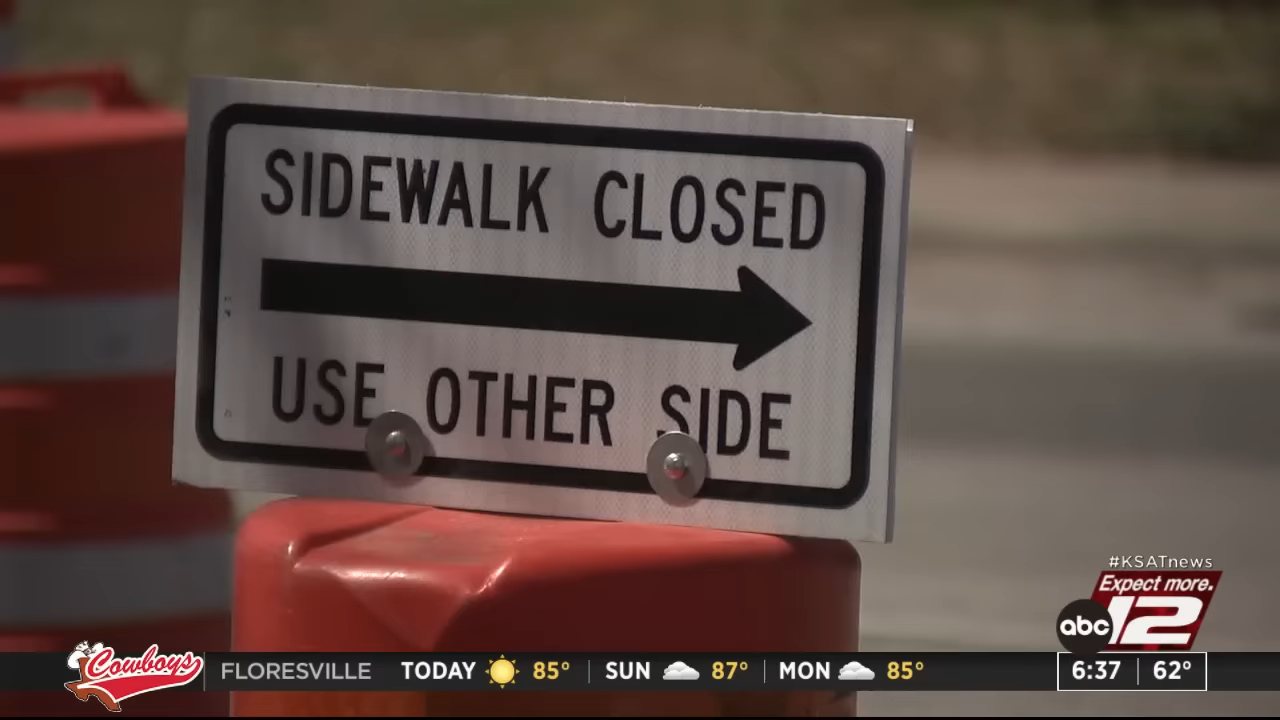 SIDEWALK CLOSED
USE OTHER SIDE
#KSATnews
Expect more.
abc 12
Cowboys FLORESVILLE TODAY 85° SUN 87° MON 85° 6:37 62°